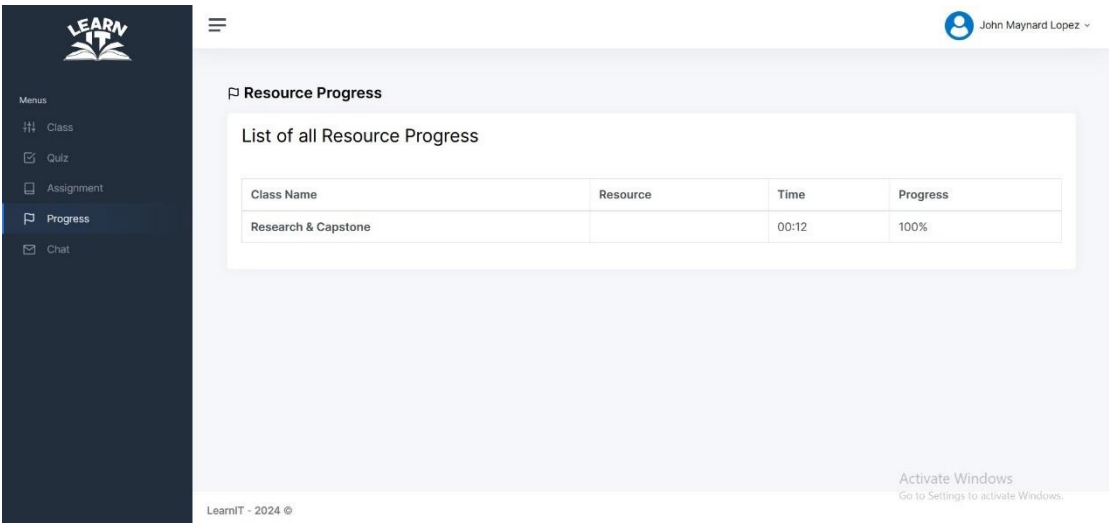 LEARN
IT
John Maynard Lopez
Menus
Class
Quiz
Assignment
Progress
Chat
Resource Progress
List of all Resource Progress
Class Name Resource Time Progress
Research & Capstone 00:12 100%
Activate Windows
Go to Settings to activate Windows.
LearnIT - 2024 ©